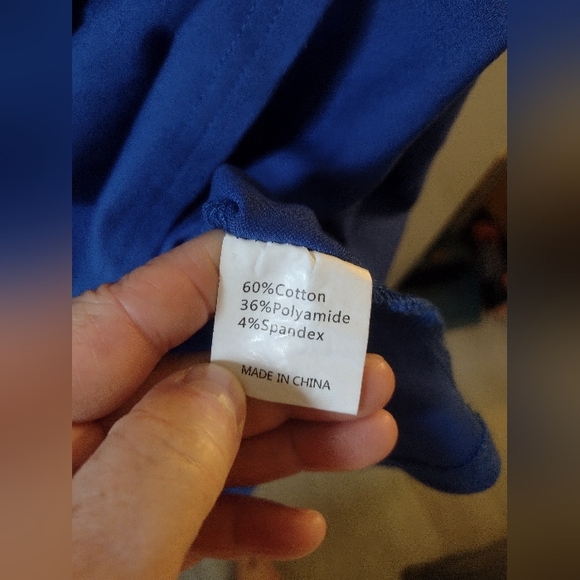 60%Cotton
36%Polyamide
4%Spandex
MADE IN CHINA